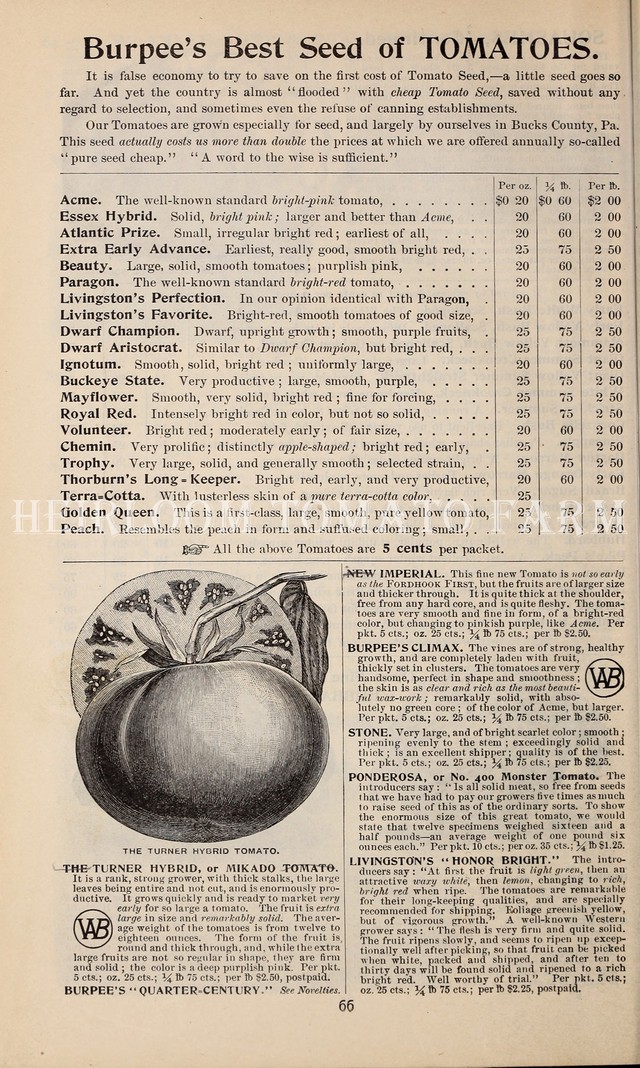 Burpee's Best Seed of TOMATOES.
It is false economy to try to save on the first cost of Tomato Seed,—a little seed goes so
far. And yet the country is almost "flooded" with cheap Tomato Seed, saved without any
regard to selection, and sometimes even the refuse of canning establishments.
Our Tomatoes are grown especially for seed, and largely by ourselves in Bucks County, Pa.
This seed actually costs us more than double the prices at which we are offered annually so-called
"pure seed cheap." "A word to the wise is sufficient."
Per oz. ¼ lb. Per lb.
Acme. The well-known standard bright-pink tomato, . . . . . . . . $0 20 $0 60 $2 00
Essex Hybrid. Solid, bright pink; larger and better than Acme, . . 20 60 2 00
Atlantic Prize. Small, irregular bright red; earliest of all, . . . . 20 60 2 00
Extra Early Advance. Earliest, really good, smooth bright red, . . 25 75 2 50
Beauty. Large, solid, smooth tomatoes; purplish pink, . . . . . . 20 60 2 00
Paragon. The well-known standard bright-red tomato, . . . . . . . 20 60 2 00
Livingston's Perfection. In our opinion identical with Paragon, . 20 60 2 00
Livingston's Favorite. Bright-red, smooth tomatoes of good size, . 20 60 2 00
Dwarf Champion. Dwarf, upright growth; smooth, purple fruits, . 25 75 2 50
Dwarf Aristocrat. Similar to Dwarf Champion, but bright red, . . . 25 75 2 50
Ignotum. Smooth, solid, bright red; uniformly large, . . . . . . . 20 60 2 00
Buckeye State. Very productive; large, smooth, purple, . . . . . 25 75 2 50
Mayflower. Smooth, very solid, bright red; fine for forcing, . . . . 25 75 2 50
Royal Red. Intensely bright red in color, but not so solid, . . . . . 25 75 2 50
Volunteer. Bright red; moderately early; of fair size, . . . . . . . 20 60 2 00
Chemin. Very prolific; distinctly apple-shaped; bright red; early, . 25 75 2 50
Trophy. Very large, solid, and generally smooth; selected strain, . . 25 75 2 50
Thorburn's Long=Keeper. Bright red, early, and very productive, 20 60 2 00
Terra=Cotta. With lusterless skin of a pure terra-cotta color, . . . . 25
Golden Queen. This is a first-class, large, smooth, pure yellow tomato, 25 75 2 50
Peach. Resembles the peach in form and suffused coloring; small, . . 25 75 2 50
☞ All the above Tomatoes are 5 cents per packet.
THE TURNER HYBRID TOMATO.
THE TURNER HYBRID, or MIKADO TOMATO.
It is a rank, strong grower, with thick stalks, the large
leaves being entire and not cut, and is enormously pro-
ductive. It grows quickly and is ready to market very
early for so large a tomato. The fruit is extra
large in size and remarkably solid. The aver-
age weight of the tomatoes is from twelve to
eighteen ounces. The form of the fruit is
round and thick through, and, while the extra
large fruits are not so regular in shape, they are firm
and solid; the color is a deep purplish pink. Per pkt.
5 cts.; oz. 25 cts.; ¼ lb 75 cts.; per lb $2.50, postpaid.
WAB
BURPEE'S "QUARTER=CENTURY." See Novelties.
NEW IMPERIAL. This fine new Tomato is not so early
as the FORDHOOK FIRST, but the fruits are of larger size
and thicker through. It is quite thick at the shoulder,
free from any hard core, and is quite fleshy. The toma-
toes are very smooth and fine in form, of a bright-red
color, but changing to pinkish purple, like Acme. Per
pkt. 5 cts.; oz. 25 cts.; ¼ lb 75 cts.; per lb $2.50.
BURPEE'S CLIMAX. The vines are of strong, healthy
growth, and are completely laden with fruit,
thickly set in clusters. The tomatoes are very
handsome, perfect in shape and smoothness;
the skin is as clear and rich as the most beauti-
ful wax-work; remarkably solid, with abso-
lutely no green core; of the color of Acme, but larger.
Per pkt. 5 cts.; oz. 25 cts.; ¼ lb 75 cts.; per lb $2.50.
WAB
STONE. Very large, and of bright scarlet color; smooth;
ripening evenly to the stem; exceedingly solid and
thick; is an excellent shipper; quality is of the best.
Per pkt. 5 cts.; oz. 25 cts.; ¼ lb 75 cts.; per lb $2.25.
PONDEROSA, or No. 400 Monster Tomato. The
introducers say: "Is all solid meat, so free from seeds
that we have had to pay our growers five times as much
to raise seed of this as of the ordinary sorts. To show
the enormous size of this great tomato, we would
state that twelve specimens weighed sixteen and a
half pounds—an average weight of one pound six
ounces each." Per pkt. 10 cts.; per oz. 35 cts.; ¼ lb $1.25.
LIVINGSTON'S "HONOR BRIGHT." The intro-
ducers say: "At first the fruit is light green, then an
attractive waxy white, then lemon, changing to rich,
bright red when ripe. The tomatoes are remarkable
for their long-keeping qualities, and are specially
recommended for shipping. Foliage greenish yellow,
but of vigorous growth." A well-known Western
grower says: "The flesh is very firm and quite solid.
The fruit ripens slowly, and seems to ripen up excep-
tionally well after picking, so that fruit can be picked
when white, packed and shipped, and after ten to
thirty days will be found solid and ripened to a rich
bright red. Well worthy of trial." Per pkt. 5 cts.;
oz. 25 cts.; ¼ lb 75 cts.; per lb $2.25, postpaid.
66